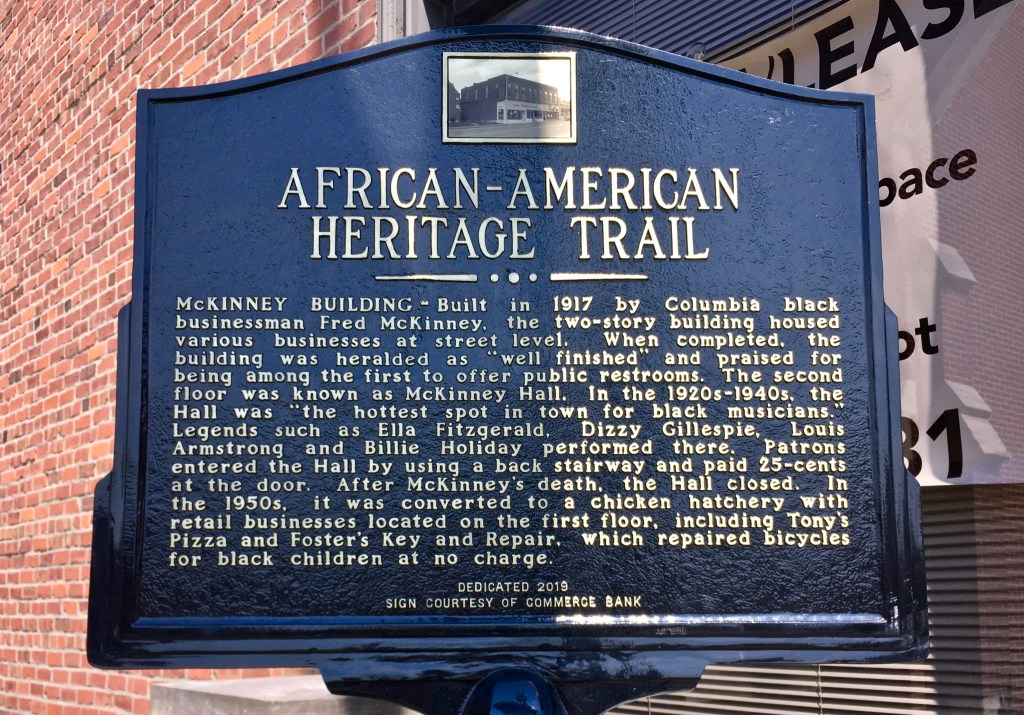 AFRICAN-AMERICAN
HERITAGE TRAIL
McKINNEY BUILDING - Built in 1917 by Columbia black
businessman Fred McKinney, the two-story building housed
various businesses at street level. When completed, the
building was heralded as "well finished" and praised for
being among the first to offer public restrooms. The second
floor was known as McKinney Hall. In the 1920s-1940s, the
Hall was "the hottest spot in town for black musicians."
Legends such as Ella Fitzgerald, Dizzy Gillespie, Louis
Armstrong and Billie Holiday performed there. Patrons
entered the Hall by using a back stairway and paid 25-cents
at the door. After McKinney's death, the Hall closed. In
the 1950s, it was converted to a chicken hatchery with
retail businesses located on the first floor, including Tony's
Pizza and Foster's Key and Repair, which repaired bicycles
for black children at no charge.
DEDICATED 2019
SIGN COURTESY OF COMMERCE BANK
LEASE
pace
ot
31